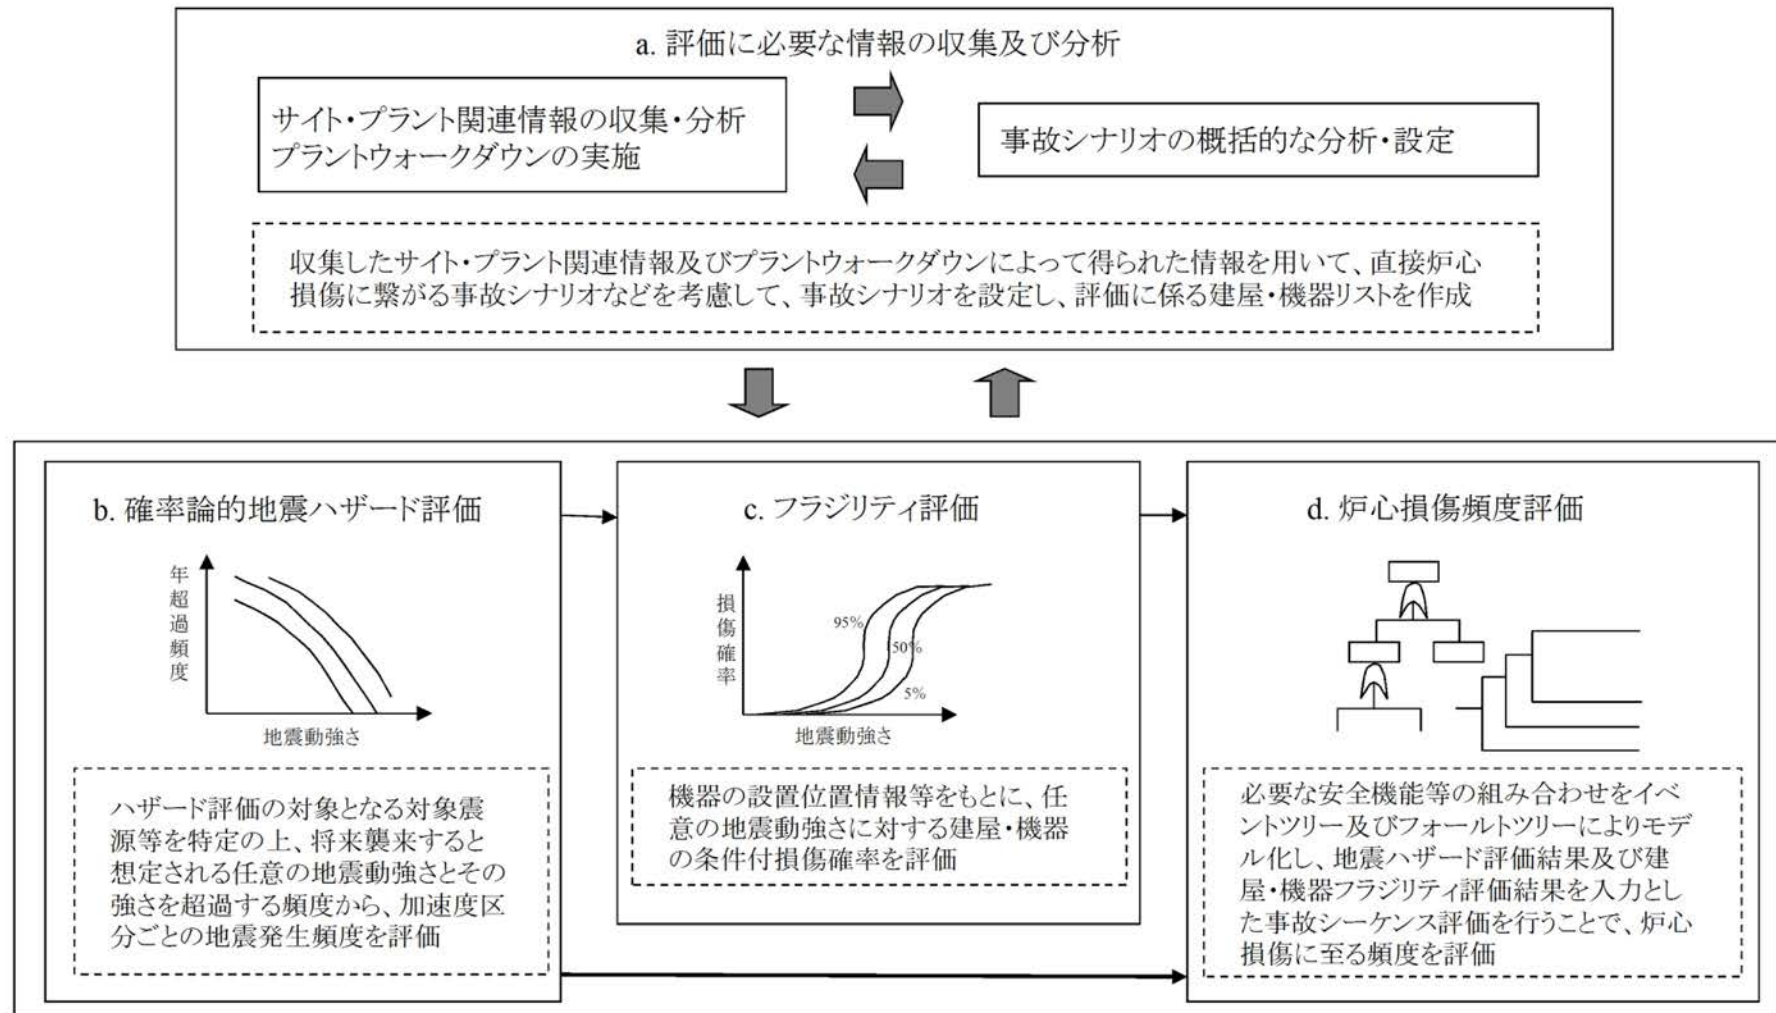 a. 評価に必要な情報の収集及び分析
サイト・プラント関連情報の収集・分析
プラントウォークダウンの実施
事故シナリオの概括的な分析・設定
収集したサイト・プラント関連情報及びプラントウォークダウンによって得られた情報を用いて、直接炉心
損傷に繋がる事故シナリオなどを考慮して、事故シナリオを設定し、評価に係る建屋・機器リストを作成
b. 確率論的地震ハザード評価
年超過頻度
地震動強さ
ハザード評価の対象となる対象震
源等を特定の上、将来襲来すると
想定される任意の地震動強さとその
強さを超過する頻度から、加速度区
分ごとの地震発生頻度を評価
c. フラジリティ評価
損傷確率
95%
50%
5%
地震動強さ
機器の設置位置情報等をもとに、任
意の地震動強さに対する建屋・機器
の条件付損傷確率を評価
d. 炉心損傷頻度評価
必要な安全機能等の組み合わせをイベ
ントツリー及びフォールトツリーによりモデ
ル化し、地震ハザード評価結果及び建
屋・機器フラジリティ評価結果を入力とし
た事故シーケンス評価を行うことで、炉心
損傷に至る頻度を評価